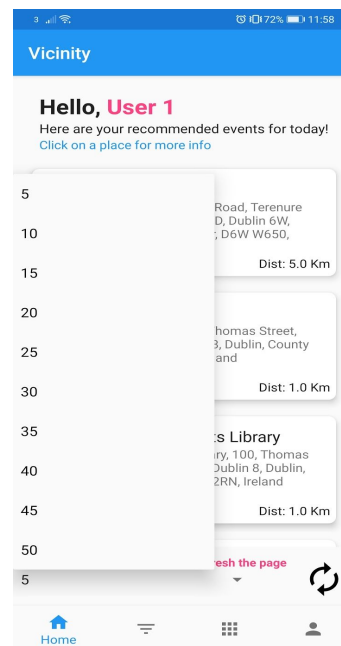 3 72% 11:58
Vicinity
Hello, User 1
Here are your recommended events for today!
Click on a place for more info
5
Road, Terenure
D, Dublin 6W,
, D6W W650,
10
Dist: 5.0 Km
15
20
homas Street,
3, Dublin, County
and
25
30
Dist: 1.0 Km
35
ts Library
ary, 100, Thomas
Dublin 8, Dublin,
2RN, Ireland
40
45
Dist: 1.0 Km
50
resh the page
5
Home